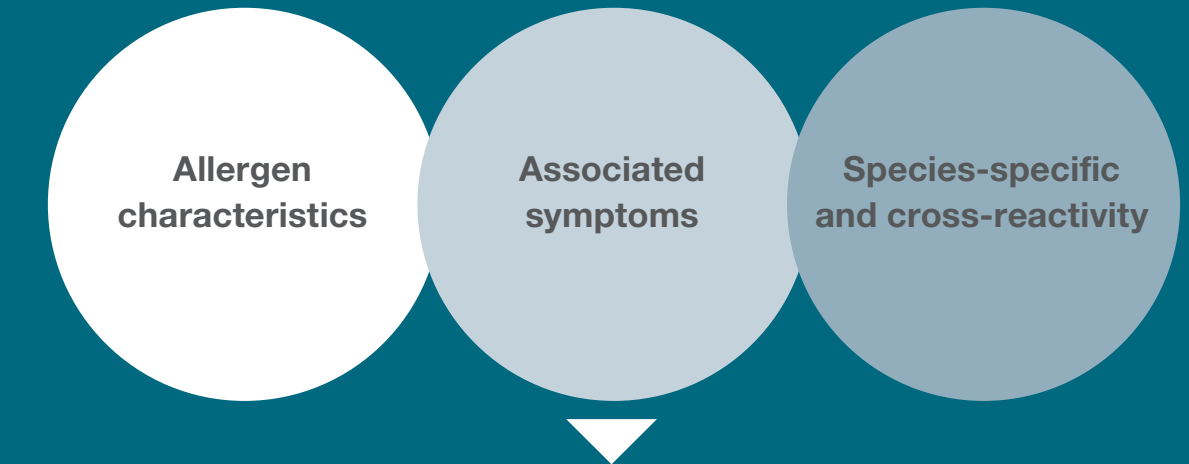 Allergen
characteristics
Associated
symptoms
Species-specific
and cross-reactivity